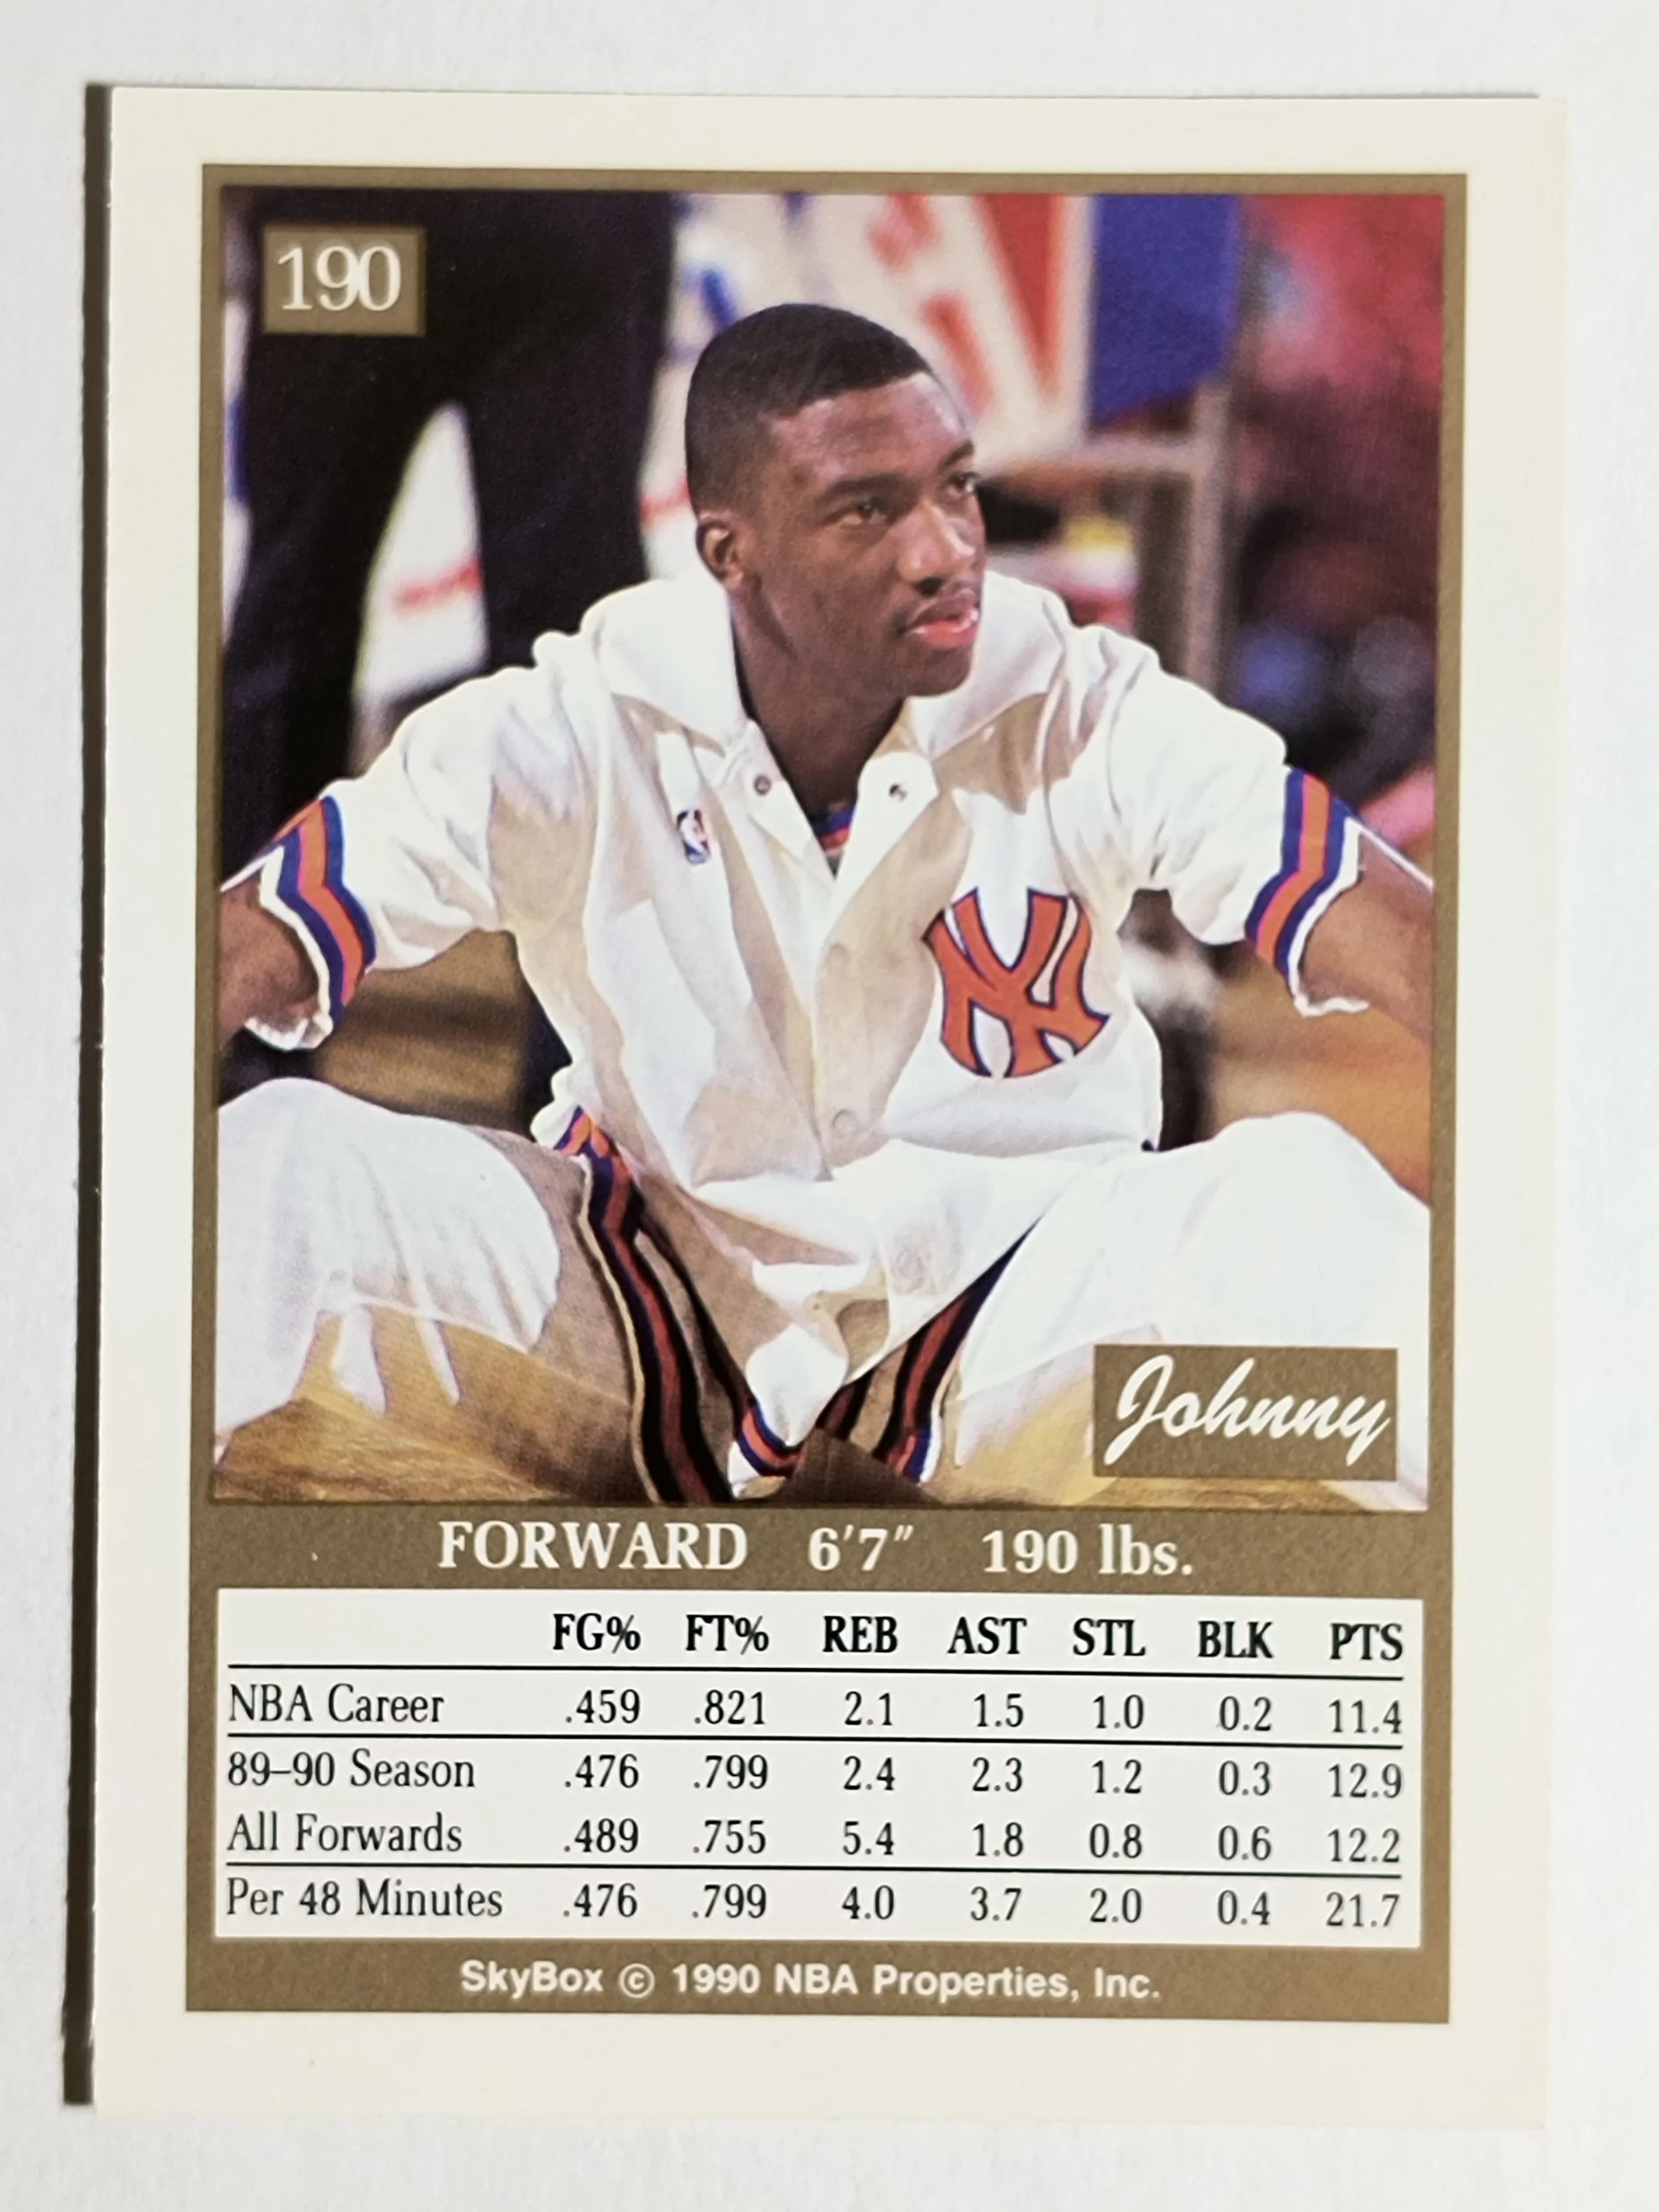 190
NY
Johnny
FORWARD 6'7" 190 lbs.
FG% FT% REB AST STL BLK PTS
NBA Career .459 .821 2.1 1.5 1.0 0.2 11.4
89–90 Season .476 .799 2.4 2.3 1.2 0.3 12.9
All Forwards .489 .755 5.4 1.8 0.8 0.6 12.2
Per 48 Minutes .476 .799 4.0 3.7 2.0 0.4 21.7
SkyBox © 1990 NBA Properties, Inc.